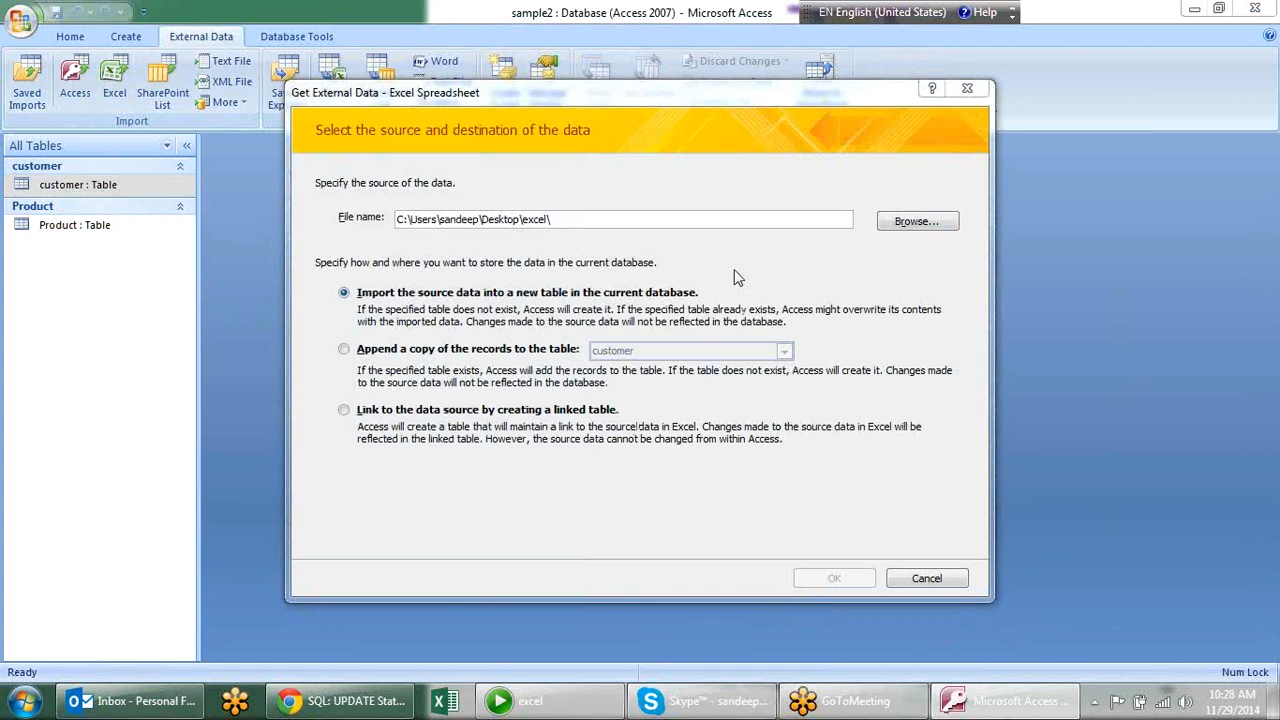 sample2 : Database (Access 2007) - Microsoft Access
EN English (United States)
Help
Home
Create
External Data
Database Tools
Saved Imports
Access
Excel
SharePoint List
Text File
XML File
More
Import
Word
Discard Changes
Get External Data - Excel Spreadsheet
Select the source and destination of the data
All Tables
customer
customer : Table
Product
Product : Table
Specify the source of the data.
File name:
C:\Users\sandeep\Desktop\excel\
Browse...
Specify how and where you want to store the data in the current database.
Import the source data into a new table in the current database.
If the specified table does not exist, Access will create it. If the specified table already exists, Access might overwrite its contents
with the imported data. Changes made to the source data will not be reflected in the database.
Append a copy of the records to the table:
customer
If the specified table exists, Access will add the records to the table. If the table does not exist, Access will create it. Changes made
to the source data will not be reflected in the database.
Link to the data source by creating a linked table.
Access will create a table that will maintain a link to the source data in Excel. Changes made to the source data in Excel will be
reflected in the linked table. However, the source data cannot be changed from within Access.
OK
Cancel
Ready
Num Lock
Inbox - Personal F...
SQL: UPDATE Stat...
excel
Skype™ - sandeep...
GoToMeeting
Microsoft Access ...
10:28 AM
11/29/2014